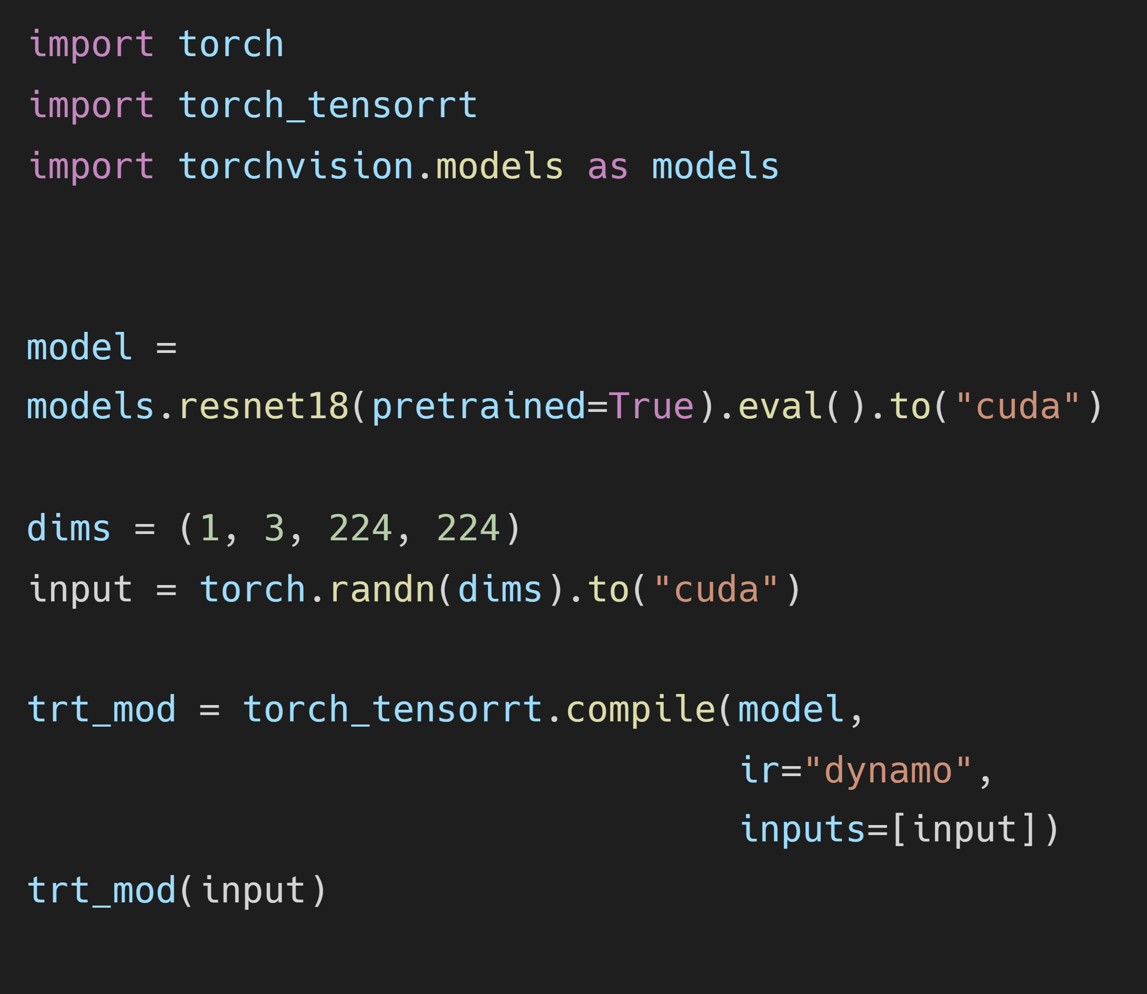 import torch
import torch_tensorrt
import torchvision.models as models
model =
models.resnet18(pretrained=True).eval().to("cuda")
dims = (1, 3, 224, 224)
input = torch.randn(dims).to("cuda")
trt_mod = torch_tensorrt.compile(model,
ir="dynamo",
inputs=[input])
trt_mod(input)